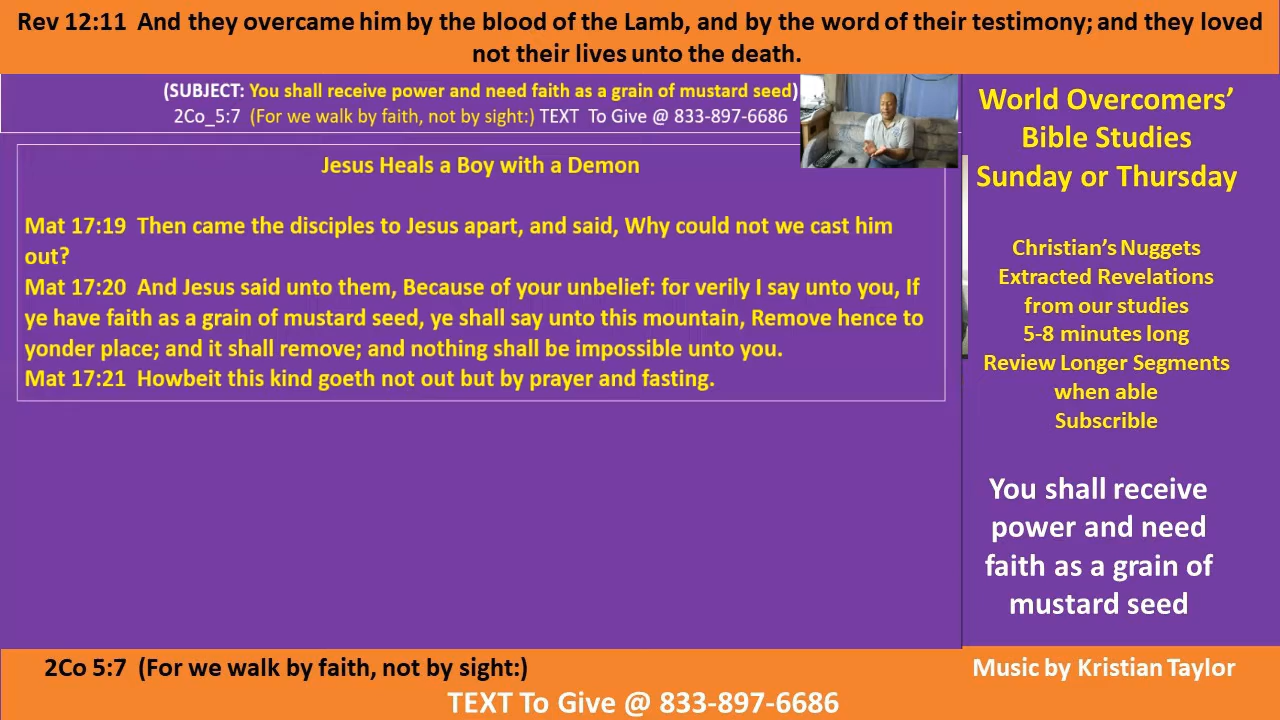 Rev 12:11 And they overcame him by the blood of the Lamb, and by the word of their testimony; and they loved
not their lives unto the death.
(SUBJECT: You shall receive power and need faith as a grain of mustard seed)
2Co_5:7 (For we walk by faith, not by sight:) TEXT To Give @ 833-897-6686
Jesus Heals a Boy with a Demon
Mat 17:19 Then came the disciples to Jesus apart, and said, Why could not we cast him
out?
Mat 17:20 And Jesus said unto them, Because of your unbelief: for verily I say unto you, If
ye have faith as a grain of mustard seed, ye shall say unto this mountain, Remove hence to
yonder place; and it shall remove; and nothing shall be impossible unto you.
Mat 17:21 Howbeit this kind goeth not out but by prayer and fasting.
World Overcomers’
Bible Studies
Sunday or Thursday
Christian’s Nuggets
Extracted Revelations
from our studies
5-8 minutes long
Review Longer Segments
when able
Subscrible
You shall receive
power and need
faith as a grain of
mustard seed
2Co 5:7 (For we walk by faith, not by sight:)
Music by Kristian Taylor
TEXT To Give @ 833-897-6686